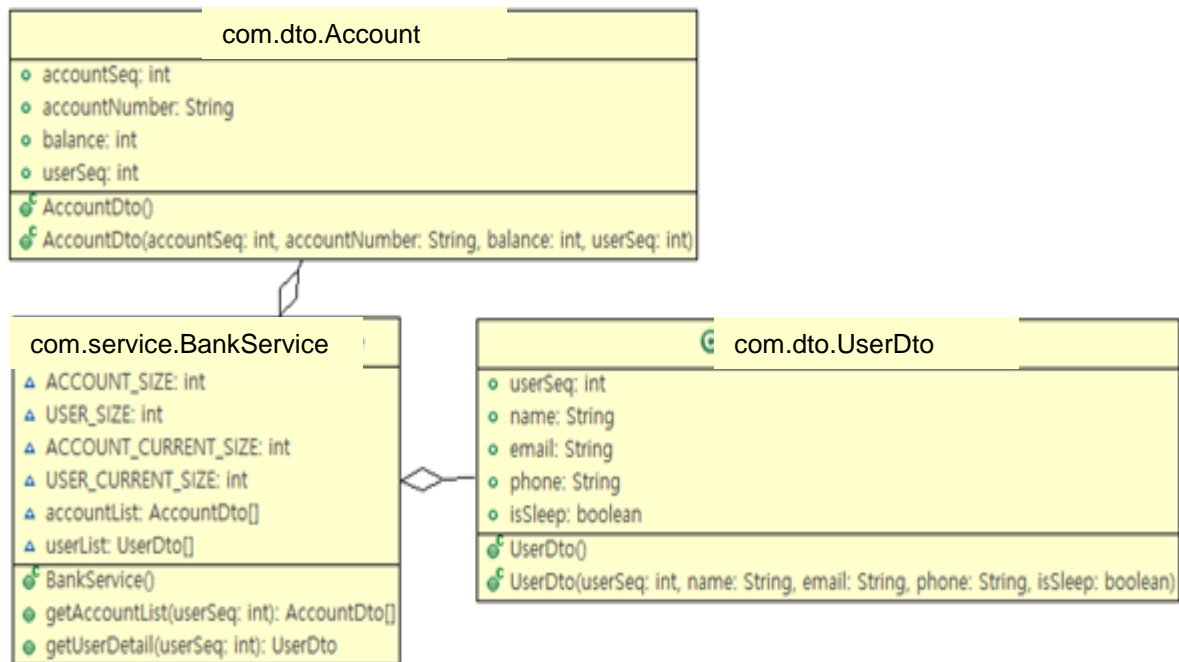 com.dto.Account
accountSeq: int
accountNumber: String
balance: int
userSeq: int
AccountDto()
AccountDto(accountSeq: int, accountNumber: String, balance: int, userSeq: int)
com.service.BankService
ACCOUNT_SIZE: int
USER_SIZE: int
ACCOUNT_CURRENT_SIZE: int
USER_CURRENT_SIZE: int
accountList: AccountDto[]
userList: UserDto[]
BankService()
getAccountList(userSeq: int): AccountDto[]
getUserDetail(userSeq: int): UserDto
com.dto.UserDto
userSeq: int
name: String
email: String
phone: String
isSleep: boolean
UserDto()
UserDto(userSeq: int, name: String, email: String, phone: String, isSleep: boolean)